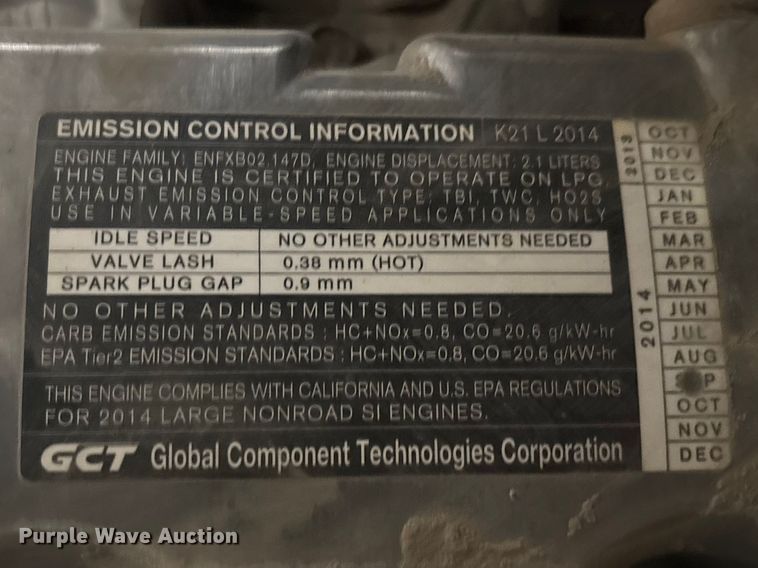 EMISSION CONTROL INFORMATION K21 L 2014
ENGINE FAMILY: ENFXB02.147D, ENGINE DISPLACEMENT: 2.1 LITERS
THIS ENGINE IS CERTIFIED TO OPERATE ON LPG
EXHAUST EMISSION CONTROL TYPE: TBI, TWC, HO2S
USE IN VARIABLE-SPEED APPLICATIONS ONLY
IDLE SPEED NO OTHER ADJUSTMENTS NEEDED
VALVE LASH 0.38 mm (HOT)
SPARK PLUG GAP 0.9 mm
NO OTHER ADJUSTMENTS NEEDED.
CARB EMISSION STANDARDS : HC+NOx=0.8, CO=20.6 g/kW-hr
EPA Tier2 EMISSION STANDARDS : HC+NOx=0.8, CO=20.6 g/kW-hr
THIS ENGINE COMPLIES WITH CALIFORNIA AND U.S. EPA REGULATIONS
FOR 2014 LARGE NONROAD SI ENGINES.
GCT Global Component Technologies Corporation
2013
OCT
NOV
DEC
2014
JAN
FEB
MAR
APR
MAY
JUN
JUL
AUG
SEP
OCT
NOV
DEC
Purple Wave Auction